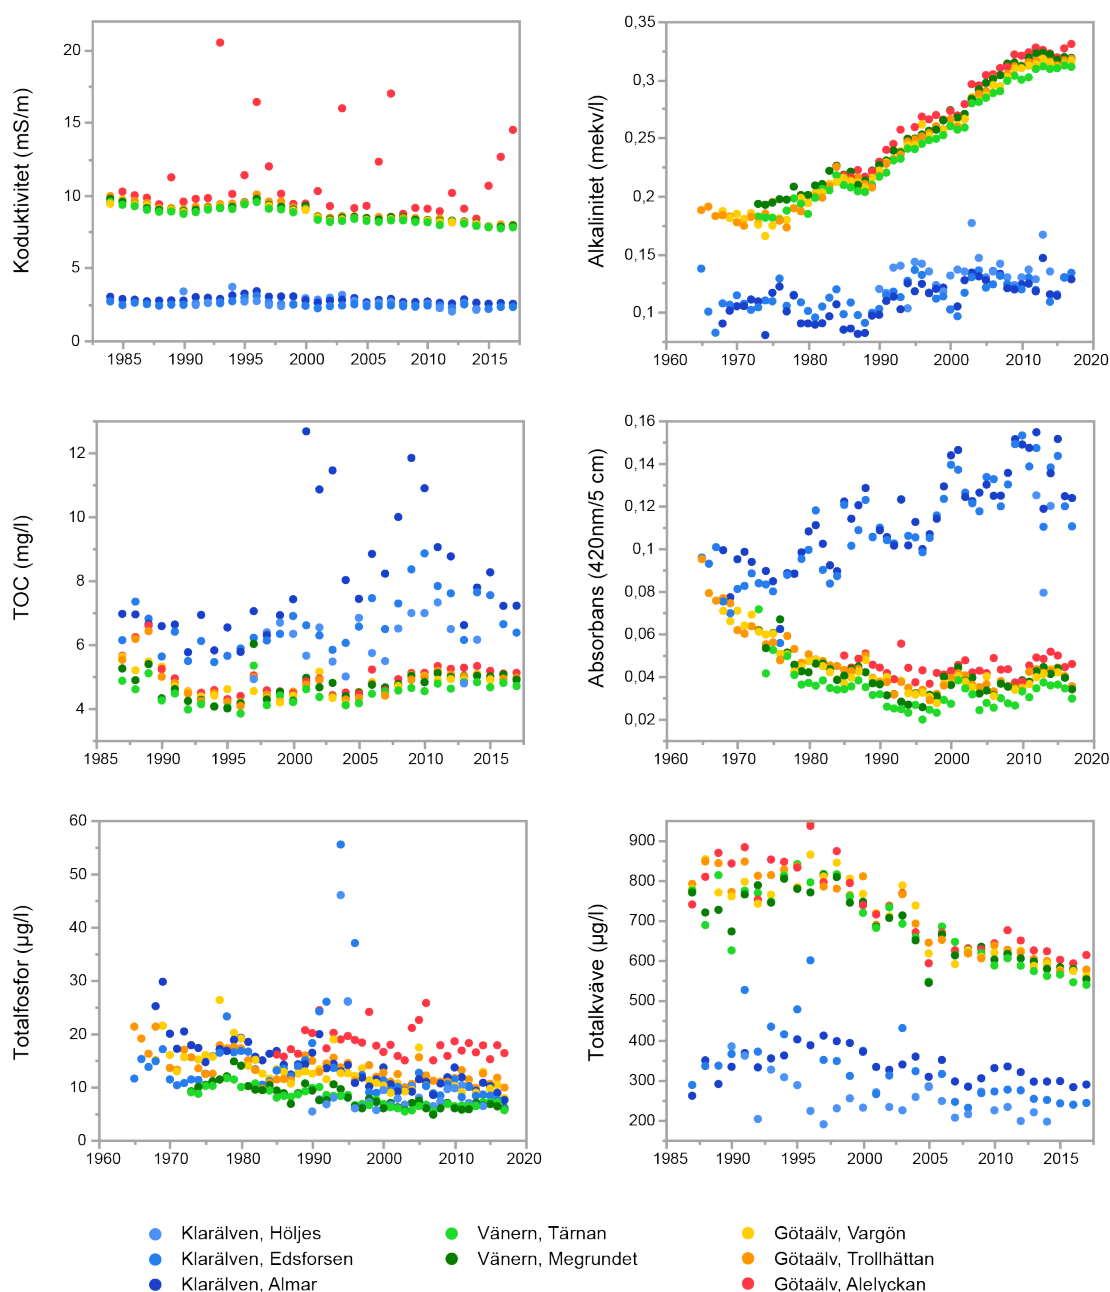 Koduktivitet (mS/m)
20
15
10
5
0
1985 1990 1995 2000 2005 2010 2015
Alkalinitet (mekv/l)
0,35
0,3
0,25
0,2
0,15
0,1
1960 1970 1980 1990 2000 2010 2020
TOC (mg/l)
12
10
8
6
4
1985 1990 1995 2000 2005 2010 2015
Absorbans (420nm/5 cm)
0,16
0,14
0,12
0,1
0,08
0,06
0,04
0,02
1960 1970 1980 1990 2000 2010 2020
Totalfosfor (µg/l)
60
50
40
30
20
10
0
1960 1970 1980 1990 2000 2010 2020
Totalkväve (µg/l)
900
800
700
600
500
400
300
200
1985 1990 1995 2000 2005 2010 2015
Klarälven, Höljes
Klarälven, Edsforsen
Klarälven, Almar
Vänern, Tärnan
Vänern, Megrundet
Götaälv, Vargön
Götaälv, Trollhättan
Götaälv, Alelyckan